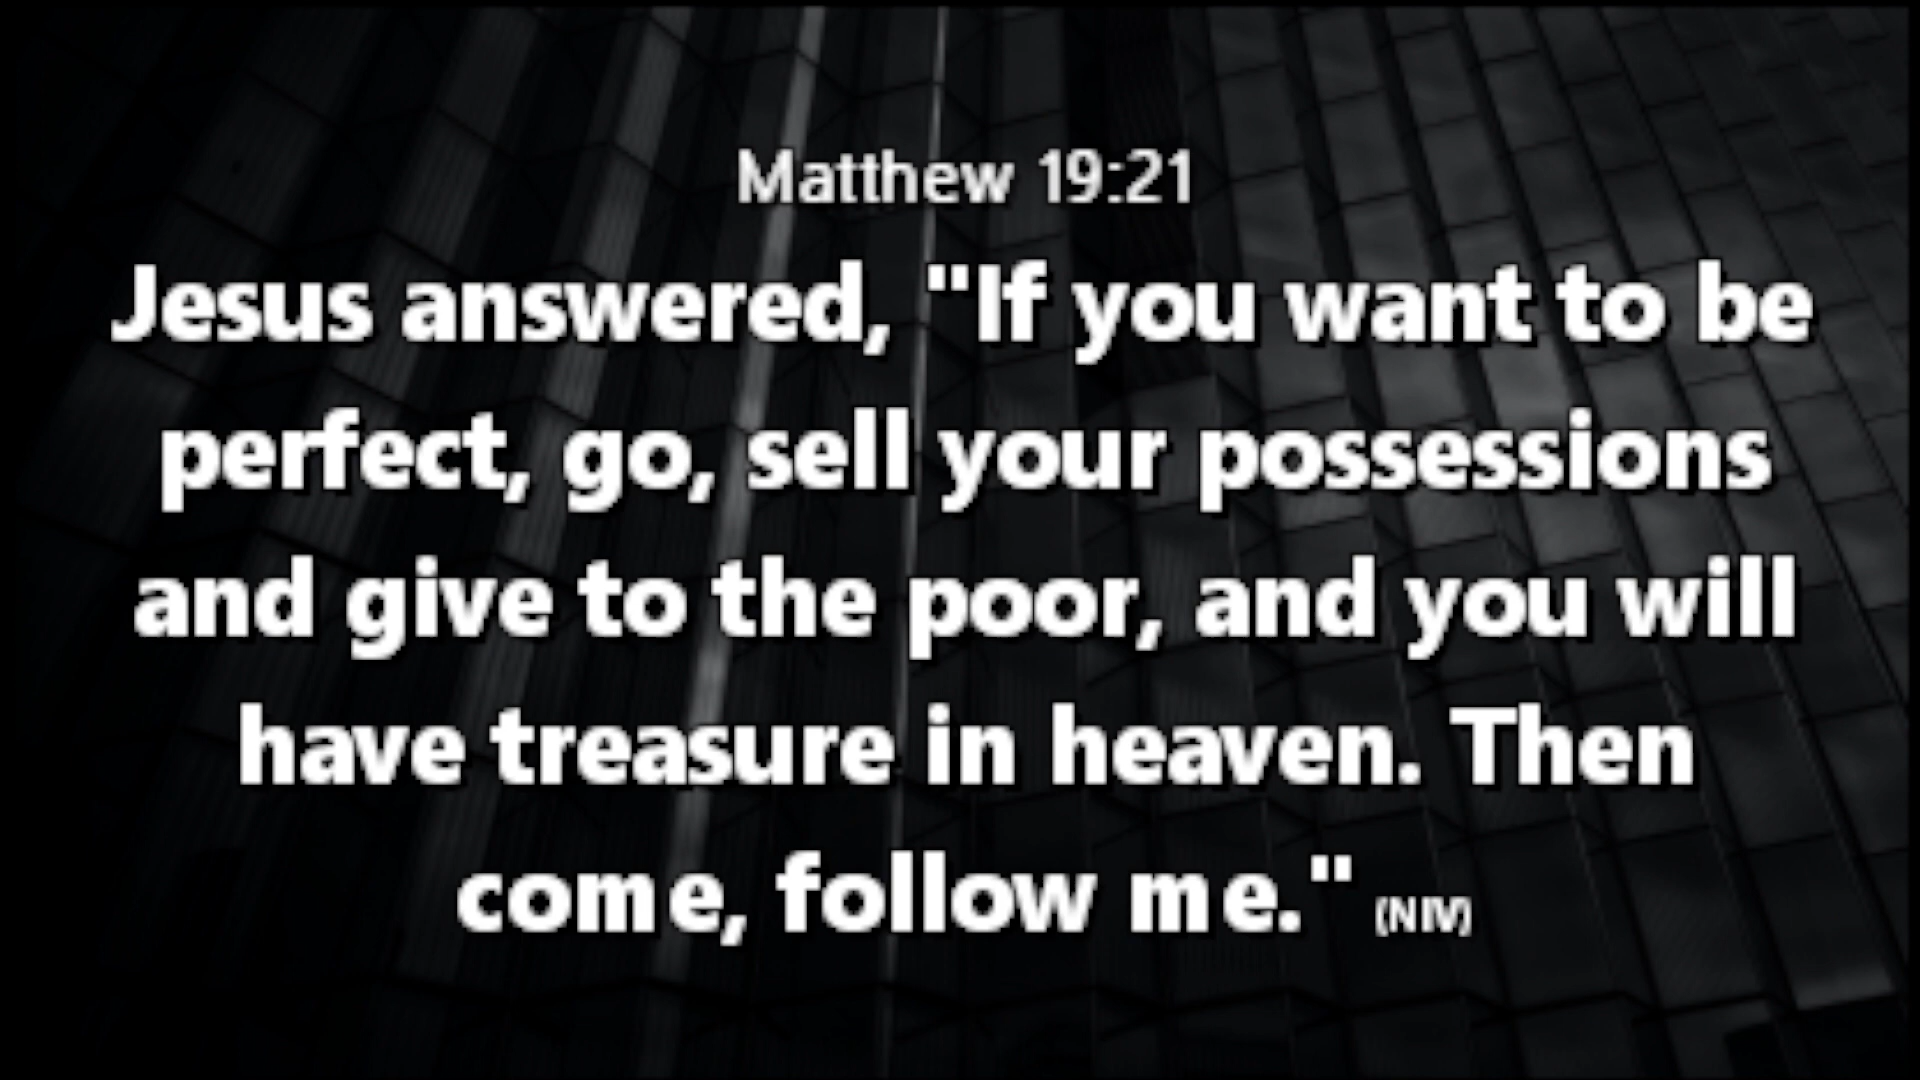 Matthew 19:21
Jesus answered, "If you want to be
perfect, go, sell your possessions
and give to the poor, and you will
have treasure in heaven. Then
come, follow me." (NIV)